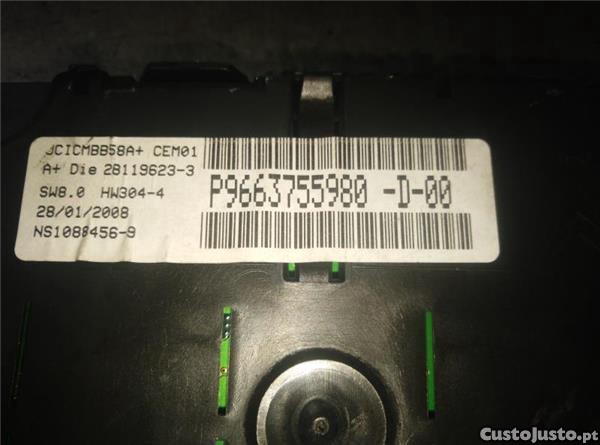 JCICMBB58A+ CEM01
A+ Die 28119623-3
SW8.0 HW304-4
28/01/2008
NS1088456-9
P9663755980 -D-00
CustoJusto.pt